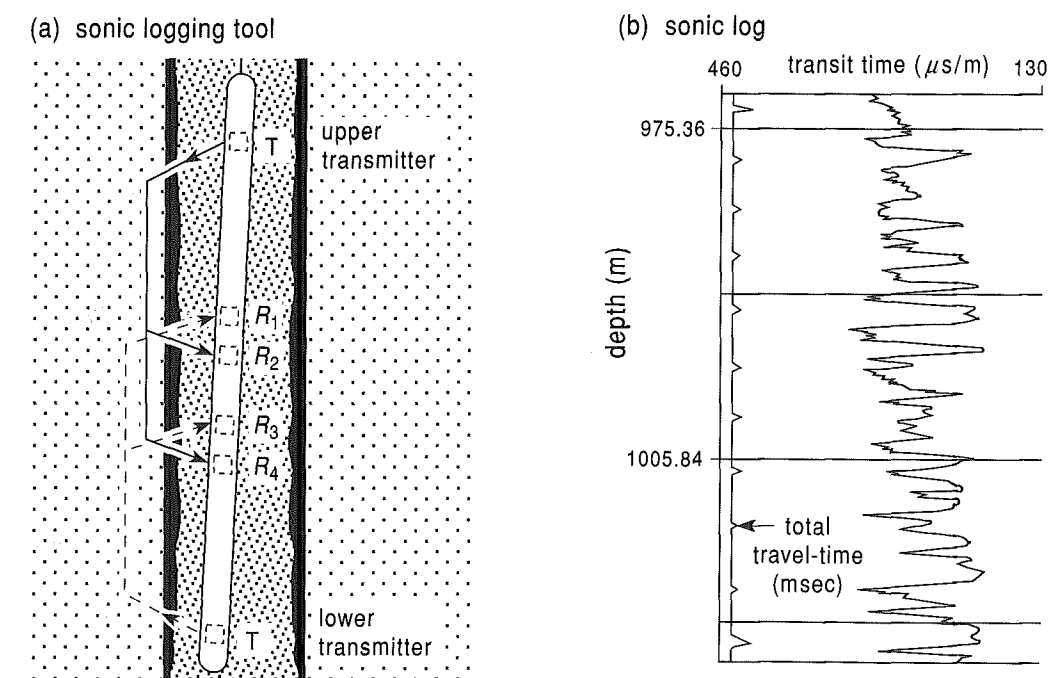 (a) sonic logging tool
T
upper
transmitter
R1
R2
R3
R4
T
lower
transmitter
(b) sonic log
460 transit time (μs/m) 130
975.36
depth (m)
1005.84
total
travel-time
(msec)